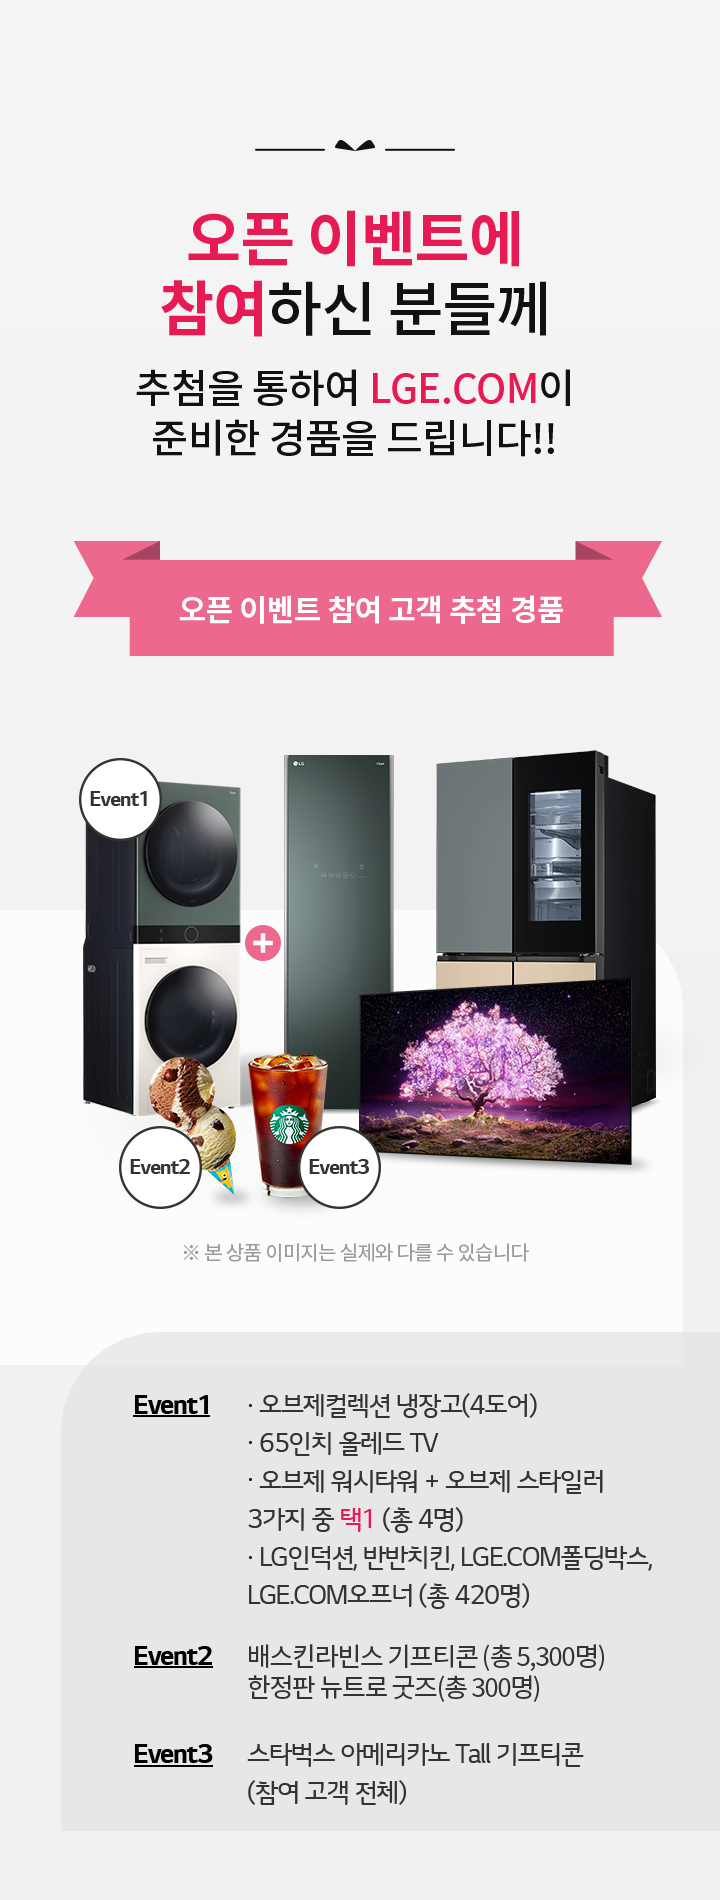 오픈 이벤트에
참여하신 분들께
추첨을 통하여 LGE.COM이
준비한 경품을 드립니다!!
오픈 이벤트 참여 고객 추첨 경품
Event1
LG
Event2
Event3
※ 본 상품 이미지는 실제와 다를 수 있습니다
Event1
· 오브제컬렉션 냉장고(4도어)
· 65인치 올레드 TV
· 오브제 워시타워 + 오브제 스타일러
3가지 중 택1 (총 4명)
· LG인덕션, 반반치킨, LGE.COM폴딩박스,
LGE.COM오프너 (총 420명)
Event2
배스킨라빈스 기프티콘 (총 5,300명)
한정판 뉴트로 굿즈(총 300명)
Event3
스타벅스 아메리카노 Tall 기프티콘
(참여 고객 전체)